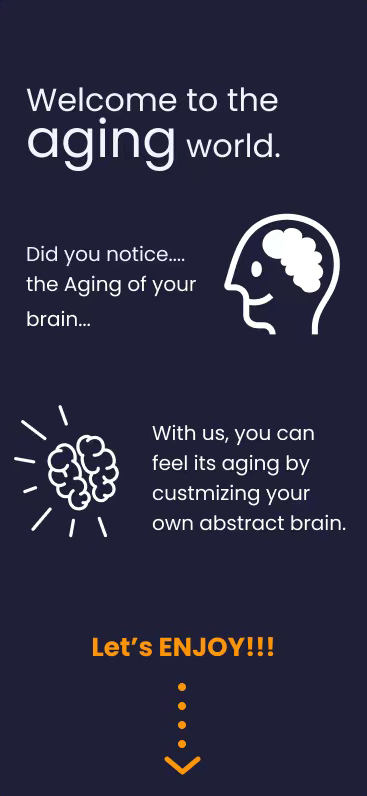 Welcome to the
aging world.
Did you notice....
the Aging of your
brain...
With us, you can
feel its aging by
custmizing your
own abstract brain.
Let's ENJOY!!!